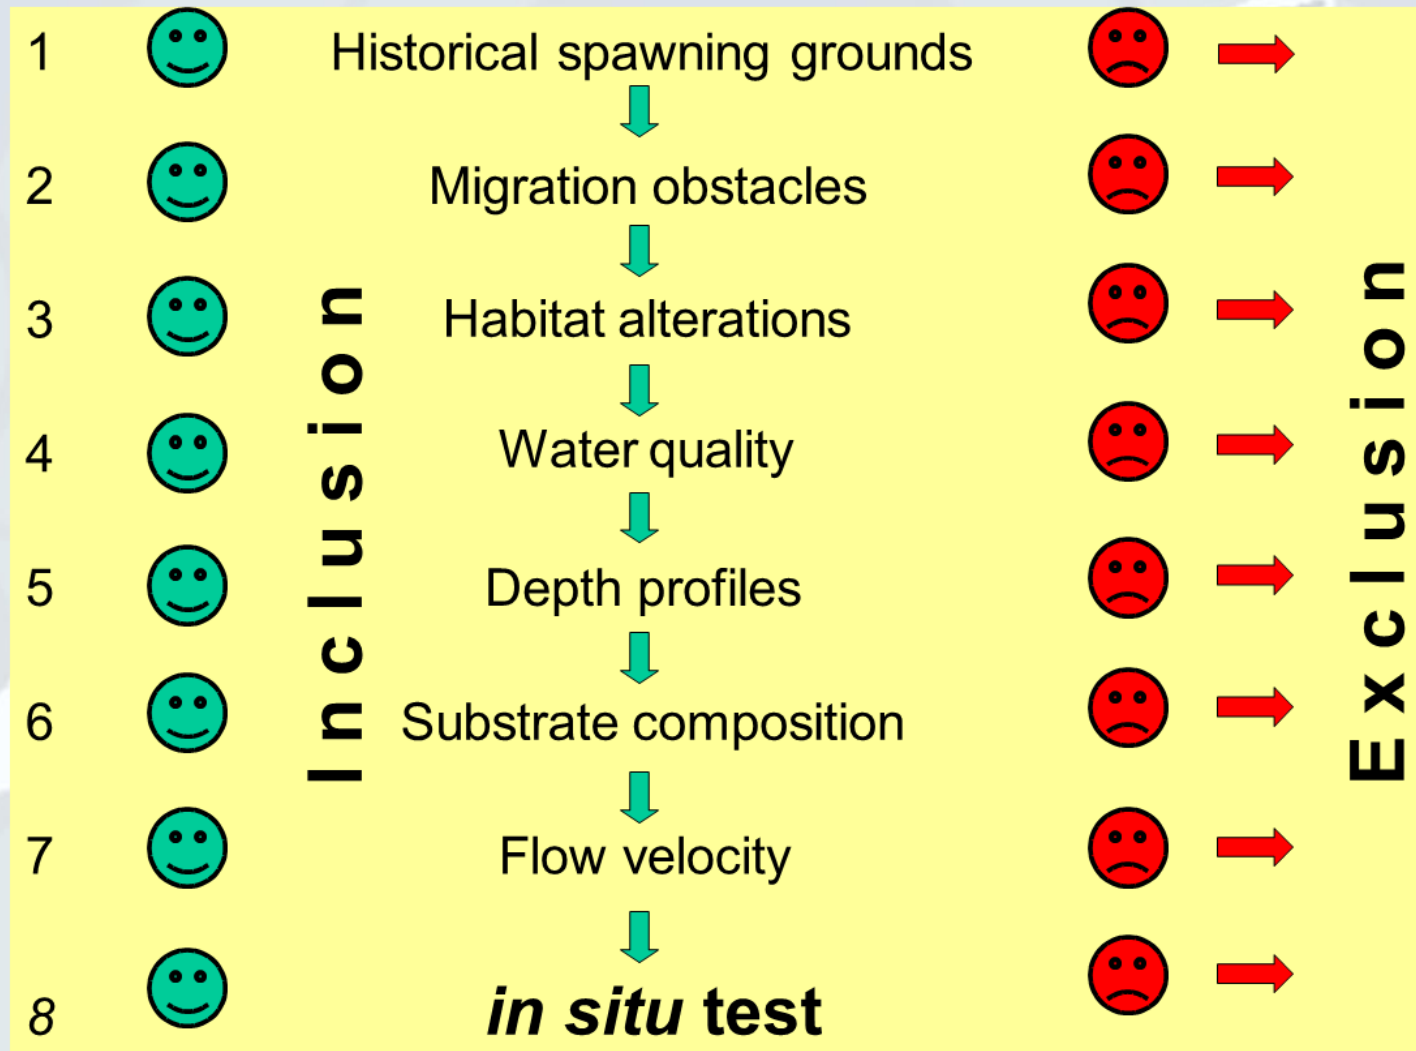 1 Historical spawning grounds
2 Migration obstacles
3 Habitat alterations
4 Water quality
5 Depth profiles
6 Substrate composition
7 Flow velocity
8 in situ test
Inclusion
Exclusion